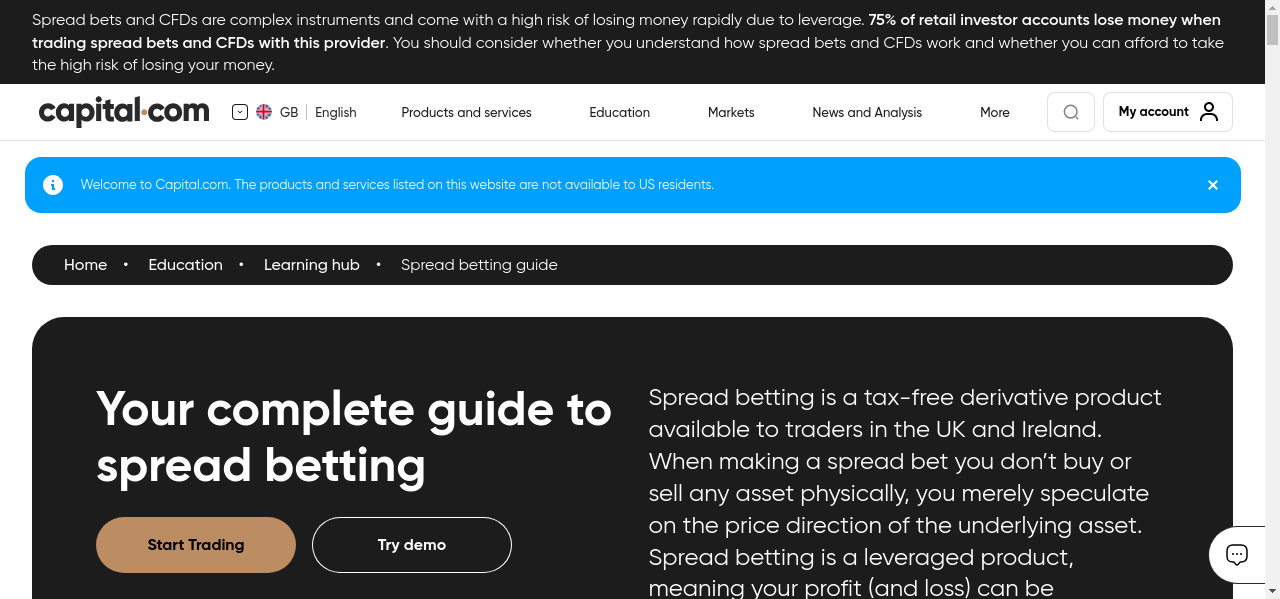 Spread bets and CFDs are complex instruments and come with a high risk of losing money rapidly due to leverage. 75% of retail investor accounts lose money when
trading spread bets and CFDs with this provider. You should consider whether you understand how spread bets and CFDs work and whether you can afford to take
the high risk of losing your money.
capital.com
GB English
Products and services
Education
Markets
News and Analysis
More
My account
Welcome to Capital.com. The products and services listed on this website are not available to US residents.
Home • Education • Learning hub • Spread betting guide
Your complete guide to
spread betting
Start Trading
Try demo
Spread betting is a tax-free derivative product
available to traders in the UK and Ireland.
When making a spread bet you don’t buy or
sell any asset physically, you merely speculate
on the price direction of the underlying asset.
Spread betting is a leveraged product,
meaning your profit (and loss) can be